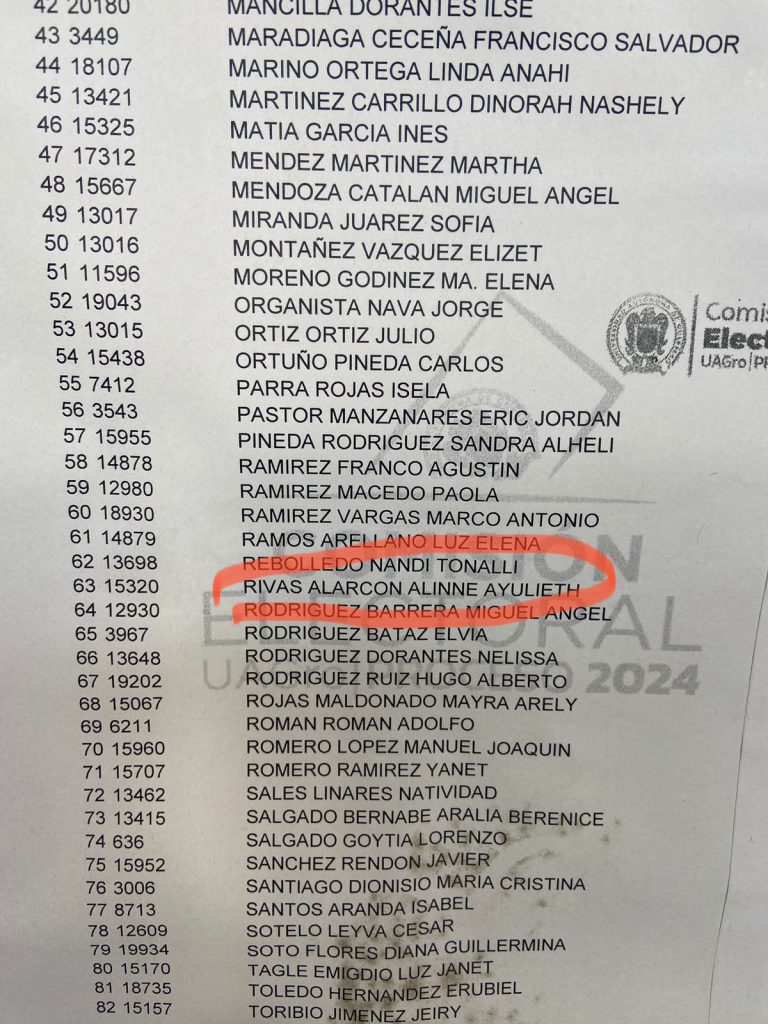 42 20180 MANCILLA DORANTES ILSE
43 3449 MARADIAGA CECEÑA FRANCISCO SALVADOR
44 18107 MARINO ORTEGA LINDA ANAHI
45 13421 MARTINEZ CARRILLO DINORAH NASHELY
46 15325 MATIA GARCIA INES
47 17312 MENDEZ MARTINEZ MARTHA
48 15667 MENDOZA CATALAN MIGUEL ANGEL
49 13017 MIRANDA JUAREZ SOFIA
50 13016 MONTAÑEZ VAZQUEZ ELIZET
51 11596 MORENO GODINEZ MA. ELENA
52 19043 ORGANISTA NAVA JORGE
53 13015 ORTIZ ORTIZ JULIO
54 15438 ORTUÑO PINEDA CARLOS
55 7412 PARRA ROJAS ISELA
56 3543 PASTOR MANZANARES ERIC JORDAN
57 15955 PINEDA RODRIGUEZ SANDRA ALHELI
58 14878 RAMIREZ FRANCO AGUSTIN
59 12980 RAMIREZ MACEDO PAOLA
60 18930 RAMIREZ VARGAS MARCO ANTONIO
61 14879 RAMOS ARELLANO LUZ ELENA
62 13698 REBOLLEDO NANDI TONALLI
63 15320 RIVAS ALARCON ALINNE AYULIETH
64 12930 RODRIGUEZ BARRERA MIGUEL ANGEL
65 3967 RODRIGUEZ BATAZ ELVIA
66 13648 RODRIGUEZ DORANTES NELISSA
67 19202 RODRIGUEZ RUIZ HUGO ALBERTO
68 15067 ROJAS MALDONADO MAYRA ARELY
69 6211 ROMAN ROMAN ADOLFO
70 15960 ROMERO LOPEZ MANUEL JOAQUIN
71 15707 ROMERO RAMIREZ YANET
72 13462 SALES LINARES NATIVIDAD
73 13415 SALGADO BERNABE ARALIA BERENICE
74 636 SALGADO GOYTIA LORENZO
75 15952 SANCHEZ RENDON JAVIER
76 3006 SANTIAGO DIONISIO MARIA CRISTINA
77 8713 SANTOS ARANDA ISABEL
78 12609 SOTELO LEYVA CESAR
79 19934 SOTO FLORES DIANA GUILLERMINA
80 15170 TAGLE EMIGDIO LUZ JANET
81 18735 TOLEDO HERNANDEZ ERUBIEL
82 15157 TORIBIO JIMENEZ JEIRY
Comis
Elect
UAGro|PR
COMISIÓN
ELECTORAL
UAGro|PROCESO 2024